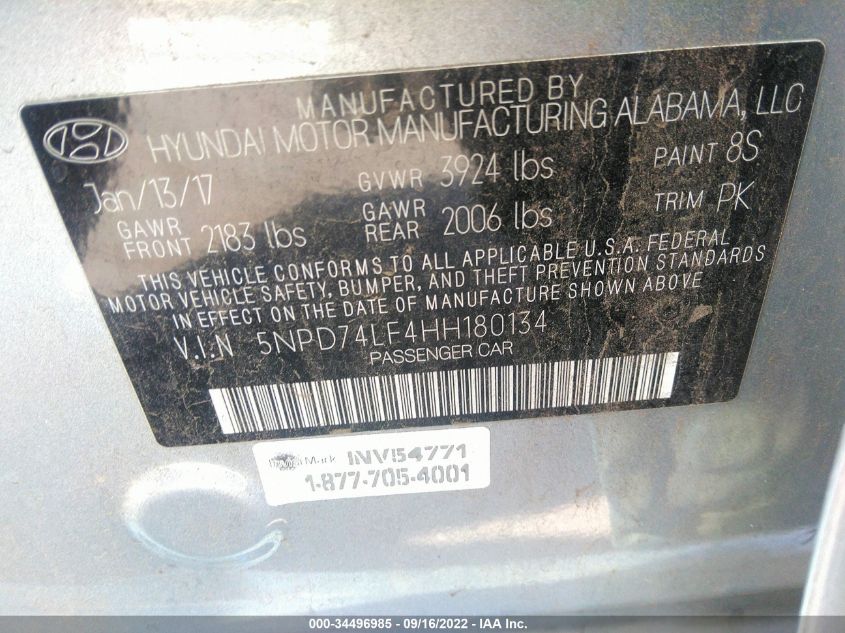 MANUFACTURED BY
HYUNDAI MOTOR MANUFACTURING ALABAMA, LLC
Jan/13/17 GVWR 3924 lbs PAINT 8S
GAWR FRONT 2183 lbs GAWR REAR 2006 lbs TRIM PK
THIS VEHICLE CONFORMS TO ALL APPLICABLE U.S.A. FEDERAL
MOTOR VEHICLE SAFETY, BUMPER, AND THEFT PREVENTION STANDARDS
IN EFFECT ON THE DATE OF MANUFACTURE SHOWN ABOVE
V.I.N 5NPD74LF4HH180134
PASSENGER CAR
Mark INV54771
1-877-705-4001
000-34496985 - 09/16/2022 - IAA Inc.